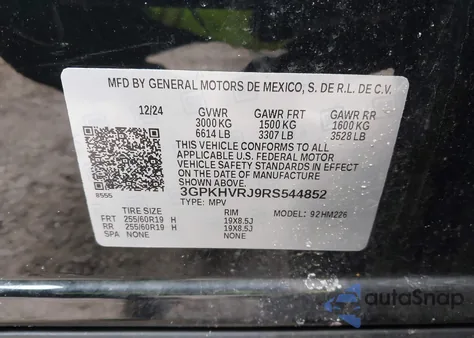 MFD BY GENERAL MOTORS DE MEXICO, S. DE R.L. DE C.V.
12/24 GVWR GAWR FRT GAWR RR
3000 KG 1500 KG 1600 KG
6614 LB 3307 LB 3528 LB
THIS VEHICLE CONFORMS TO ALL
APPLICABLE U.S. FEDERAL MOTOR
VEHICLE SAFETY STANDARDS IN EFFECT
ON THE DATE OF MANUFACTURE
8555 3GPKHVRJ9RS544852
TYPE: MPV
TIRE SIZE RIM MODEL: 92HM226
FRT 255/60R19 H 19X8.5J
RR 255/60R19 H 19X8.5J
SPA NONE NONE
autoSnap